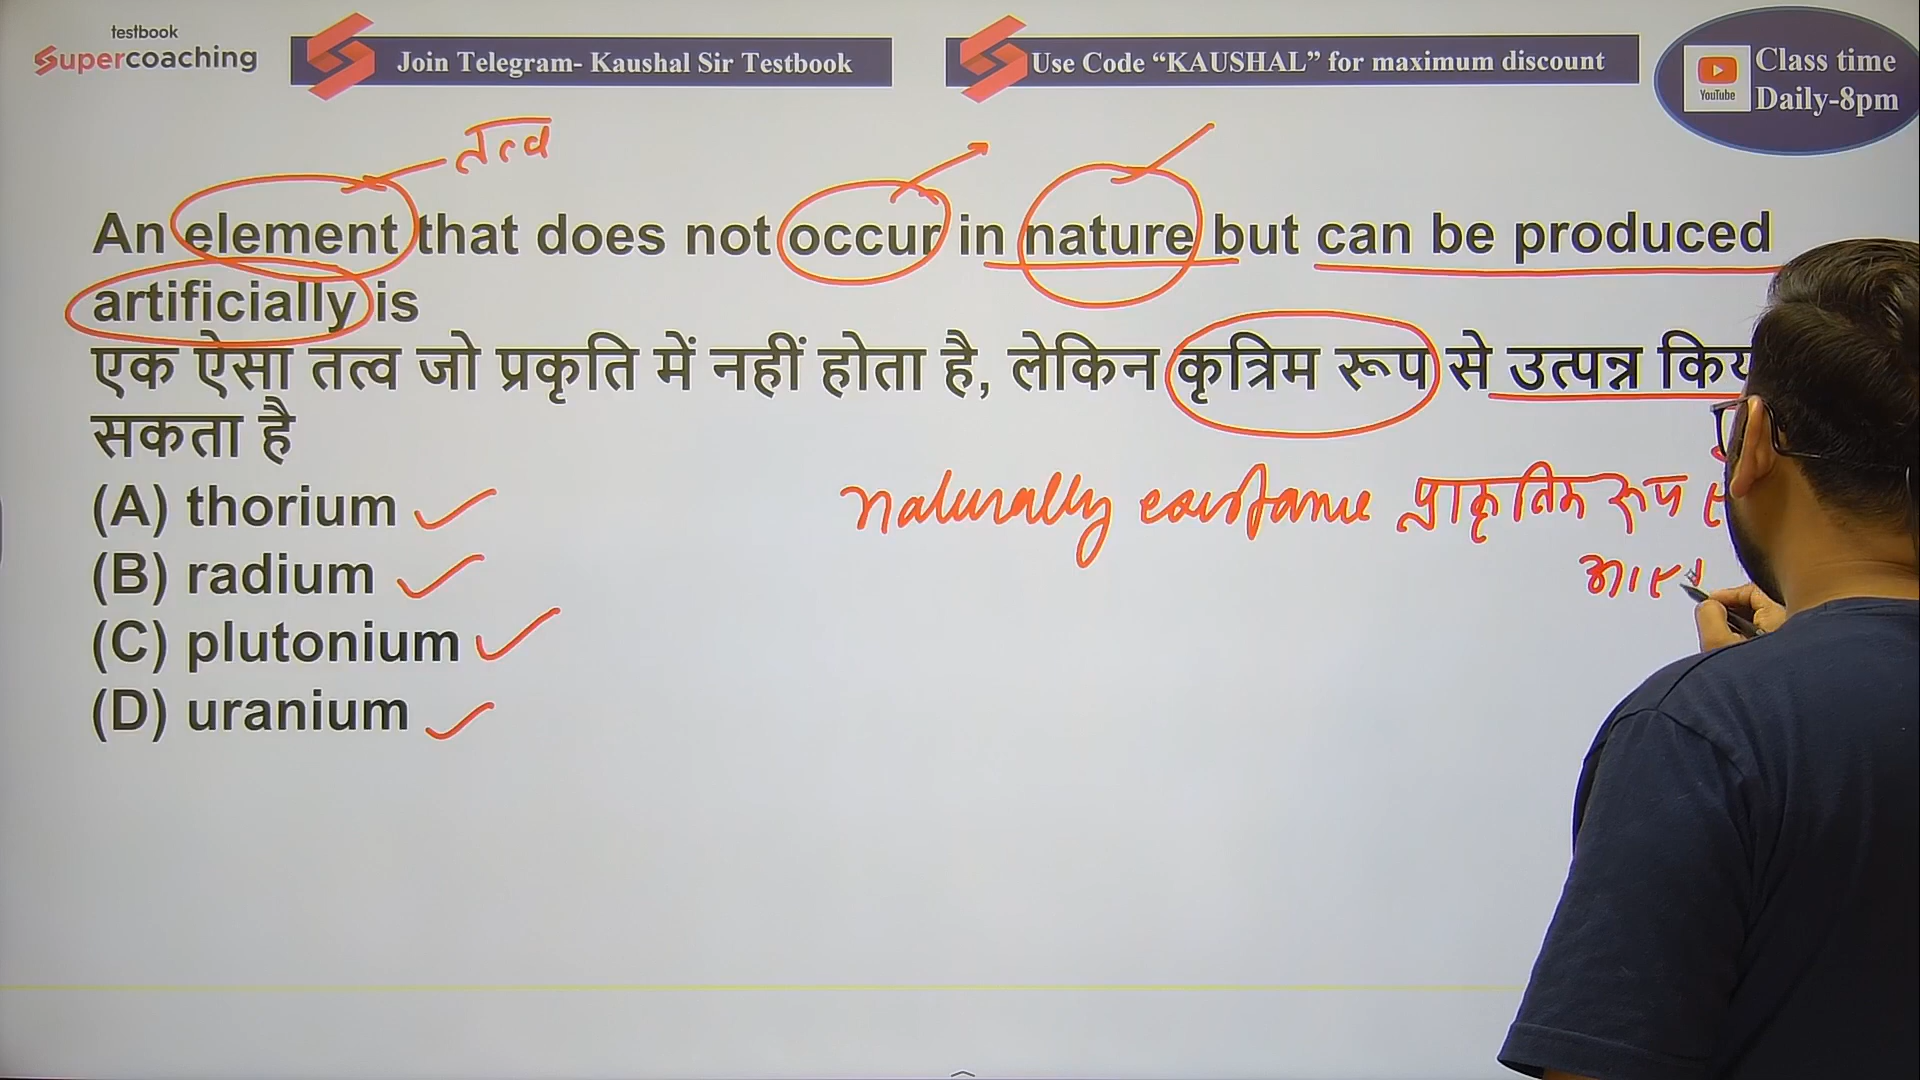 testbook
Supercoaching
Join Telegram- Kaushal Sir Testbook
Use Code “KAUSHAL” for maximum discount
YouTube
Class time
Daily-8pm
तत्व
An element that does not occur in nature but can be produced
artificially is
एक ऐसा तत्व जो प्रकृति में नहीं होता है, लेकिन कृत्रिम रूप से उत्पन्न किय
सकता है
(A) thorium
(B) radium
(C) plutonium
(D) uranium
naturally प्राकृतिक रूप